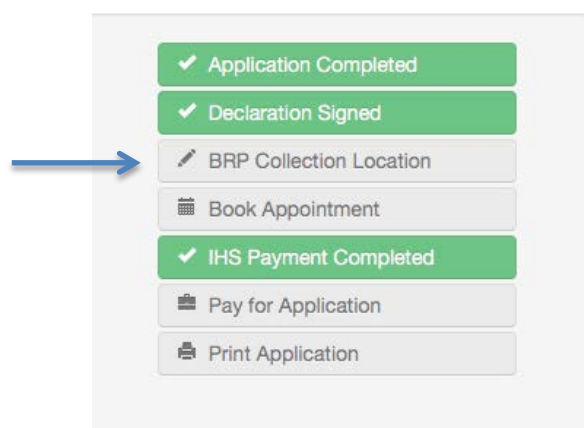 Application Completed
Declaration Signed
BRP Collection Location
Book Appointment
IHS Payment Completed
Pay for Application
Print Application